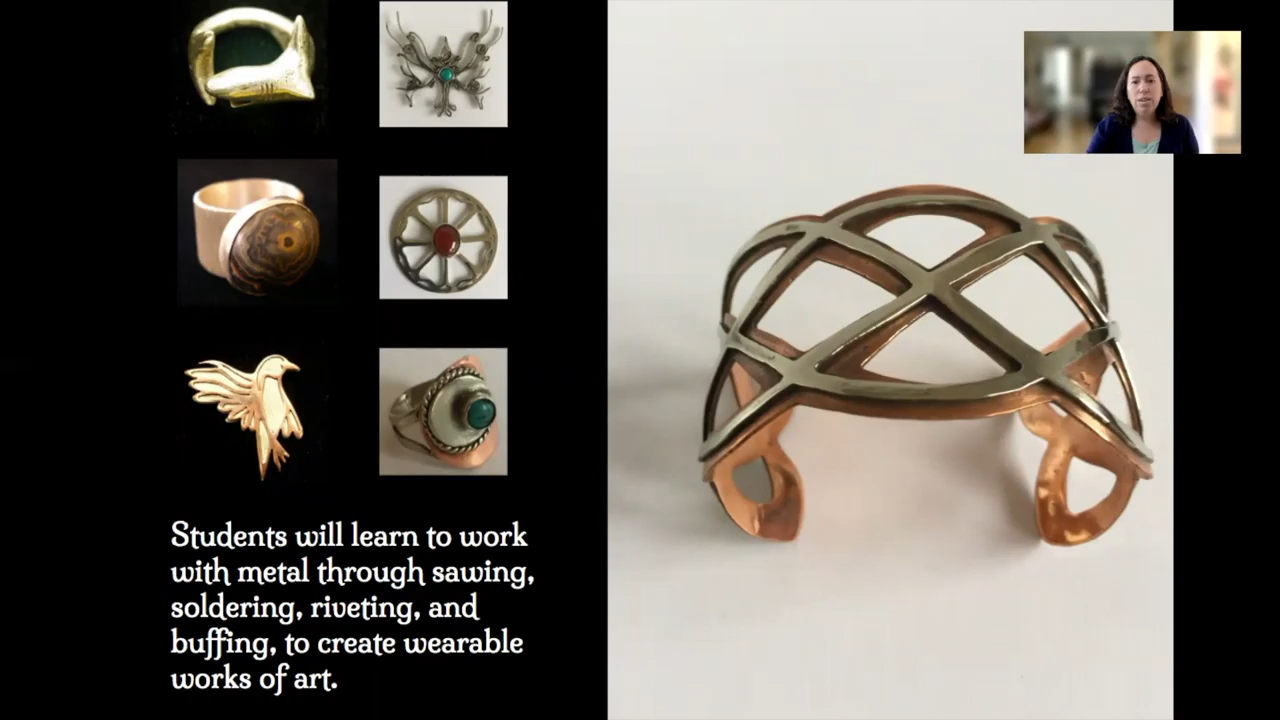 Students will learn to work
with metal through sawing,
soldering, riveting, and
buffing, to create wearable
works of art.